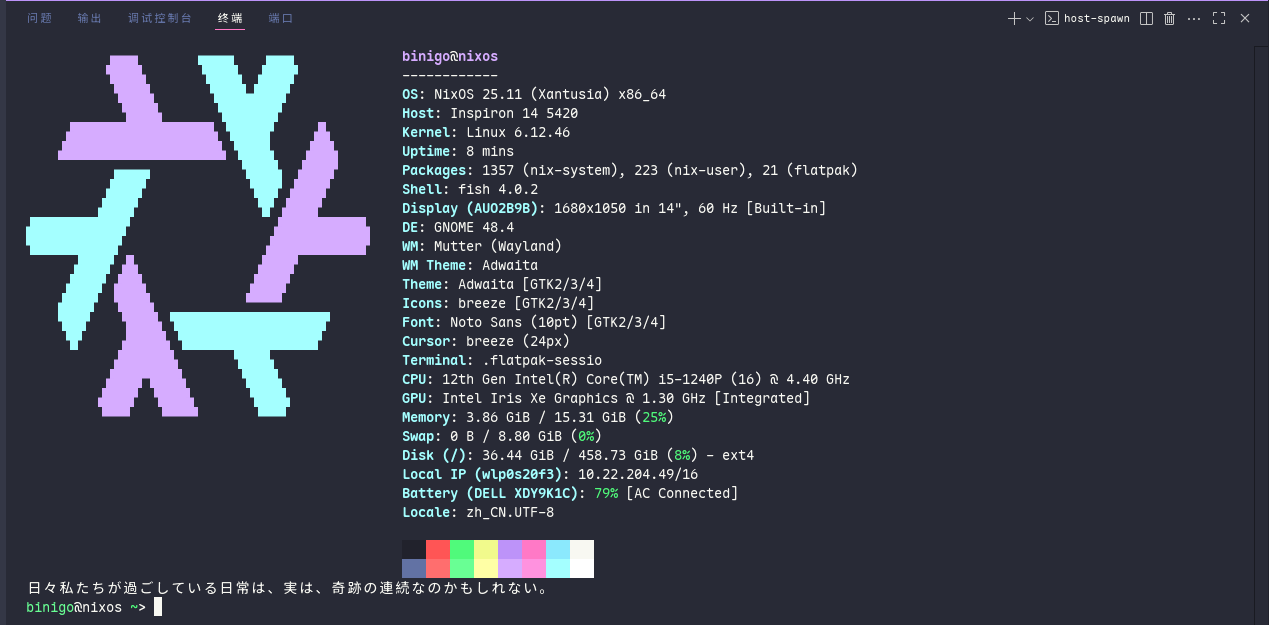 问题 输出 调试控制台 终端 端口 host-spawn
binigo@nixos
------------
OS: NixOS 25.11 (Xantusia) x86_64
Host: Inspiron 14 5420
Kernel: Linux 6.12.46
Uptime: 8 mins
Packages: 1357 (nix-system), 223 (nix-user), 21 (flatpak)
Shell: fish 4.0.2
Display (AUO2B9B): 1680x1050 in 14", 60 Hz [Built-in]
DE: GNOME 48.4
WM: Mutter (Wayland)
WM Theme: Adwaita
Theme: Adwaita [GTK2/3/4]
Icons: breeze [GTK2/3/4]
Font: Noto Sans (10pt) [GTK2/3/4]
Cursor: breeze (24px)
Terminal: .flatpak-sessio
CPU: 12th Gen Intel(R) Core(TM) i5-1240P (16) @ 4.40 GHz
GPU: Intel Iris Xe Graphics @ 1.30 GHz [Integrated]
Memory: 3.86 GiB / 15.31 GiB (25%)
Swap: 0 B / 8.80 GiB (0%)
Disk (/): 36.44 GiB / 458.73 GiB (8%) - ext4
Local IP (wlp0s20f3): 10.22.204.49/16
Battery (DELL XDY9K1C): 79% [AC Connected]
Locale: zh_CN.UTF-8
日々私たちが過ごしている日常は、実は、奇跡の連続なのかもしれない。
binigo@nixos ~>